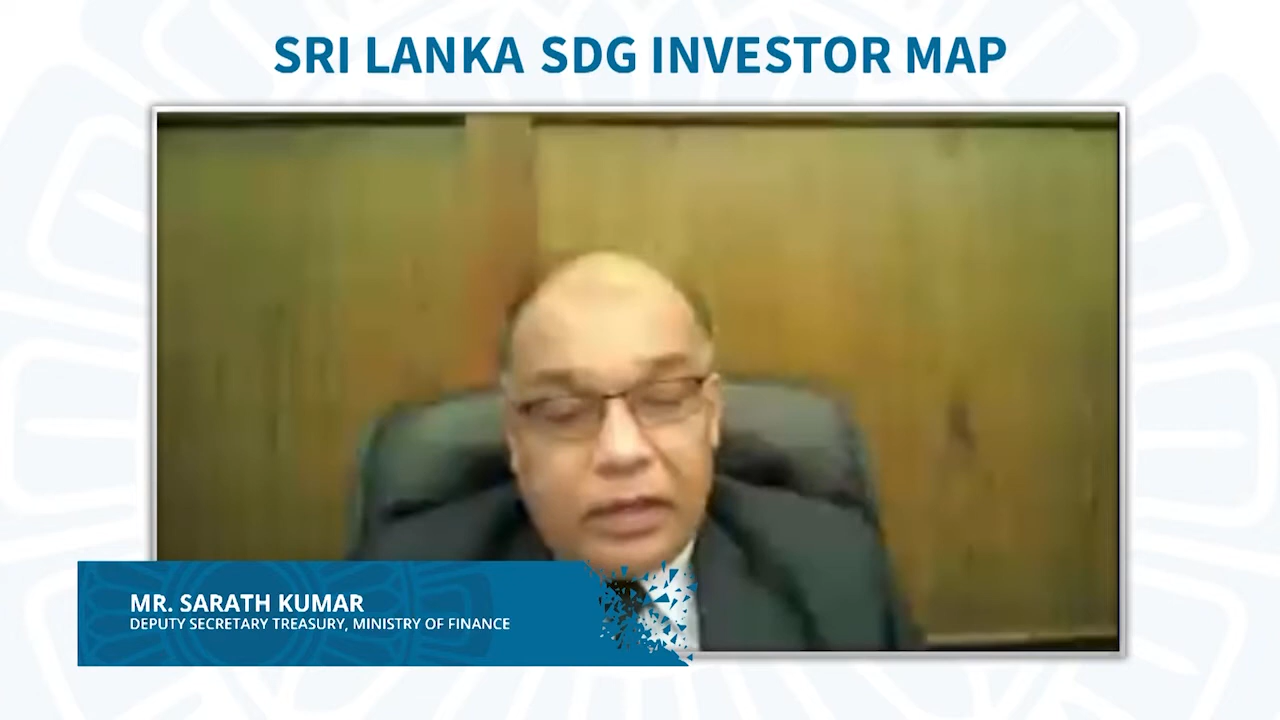 SRI LANKA SDG INVESTOR MAP
MR. SARATH KUMAR
DEPUTY SECRETARY TREASURY, MINISTRY OF FINANCE